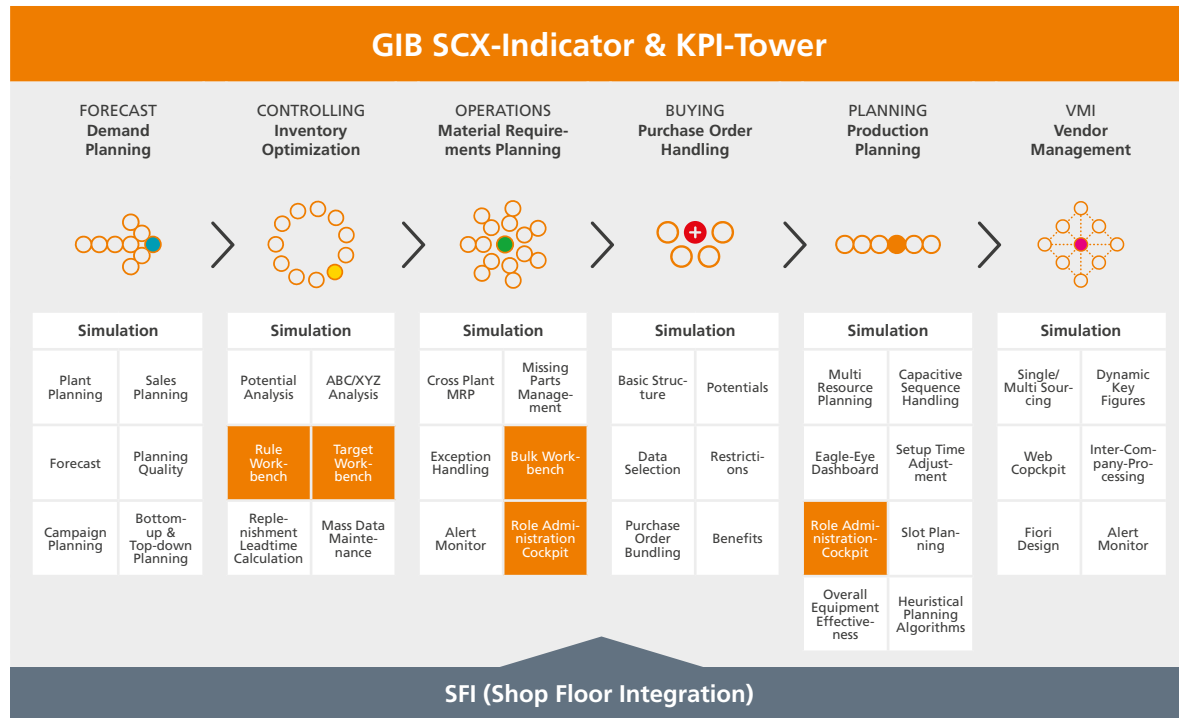 GIB SCX-Indicator & KPI-Tower
FORECAST
Demand
Planning
CONTROLLING
Inventory
Optimization
OPERATIONS
Material Require-
ments Planning
BUYING
Purchase Order
Handling
PLANNING
Production
Planning
VMI
Vendor
Management
Simulation
Plant
Planning
Sales
Planning
Forecast
Planning
Quality
Campaign
Planning
Bottom-
up &
Top-down
Planning
Simulation
Potential
Analysis
ABC/XYZ
Analysis
Rule
Work-
bench
Target
Work-
bench
Reple-
nishment
Leadtime
Calculation
Mass Data
Mainte-
nance
Simulation
Cross Plant
MRP
Missing
Parts
Manage-
ment
Exception
Handling
Bulk Work-
bench
Alert
Monitor
Role Admi-
nistration
Cockpit
Simulation
Basic Struc-
ture
Potentials
Data
Selection
Restricti-
ons
Purchase
Order
Bundling
Benefits
Simulation
Multi
Resource
Planning
Capacitive
Sequence
Handling
Eagle-Eye
Dashboard
Setup Time
Adjust-
ment
Role Admi-
nistration-
Cockpit
Slot Plan-
ning
Overall
Equipment
Effective-
ness
Heuristical
Planning
Algorithms
Simulation
Single/
Multi Sour-
cing
Dynamic
Key
Figures
Web
Copckpit
Inter-Com-
pany-Pro-
cessing
Fiori
Design
Alert
Monitor
SFI (Shop Floor Integration)